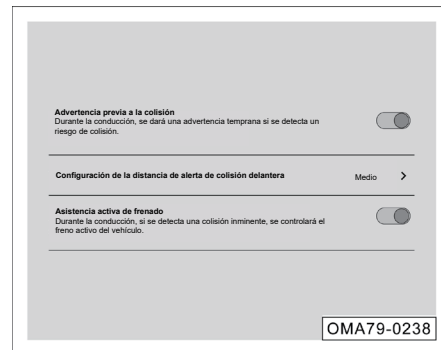 Advertencia previa a la colisión
Durante la conducción, se dará una advertencia temprana si se detecta un
riesgo de colisión.
Configuración de la distancia de alerta de colisión delantera
Medio >
Asistencia activa de frenado
Durante la conducción, si se detecta una colisión inminente, se controlará el
freno activo del vehículo.
OMA79-0238